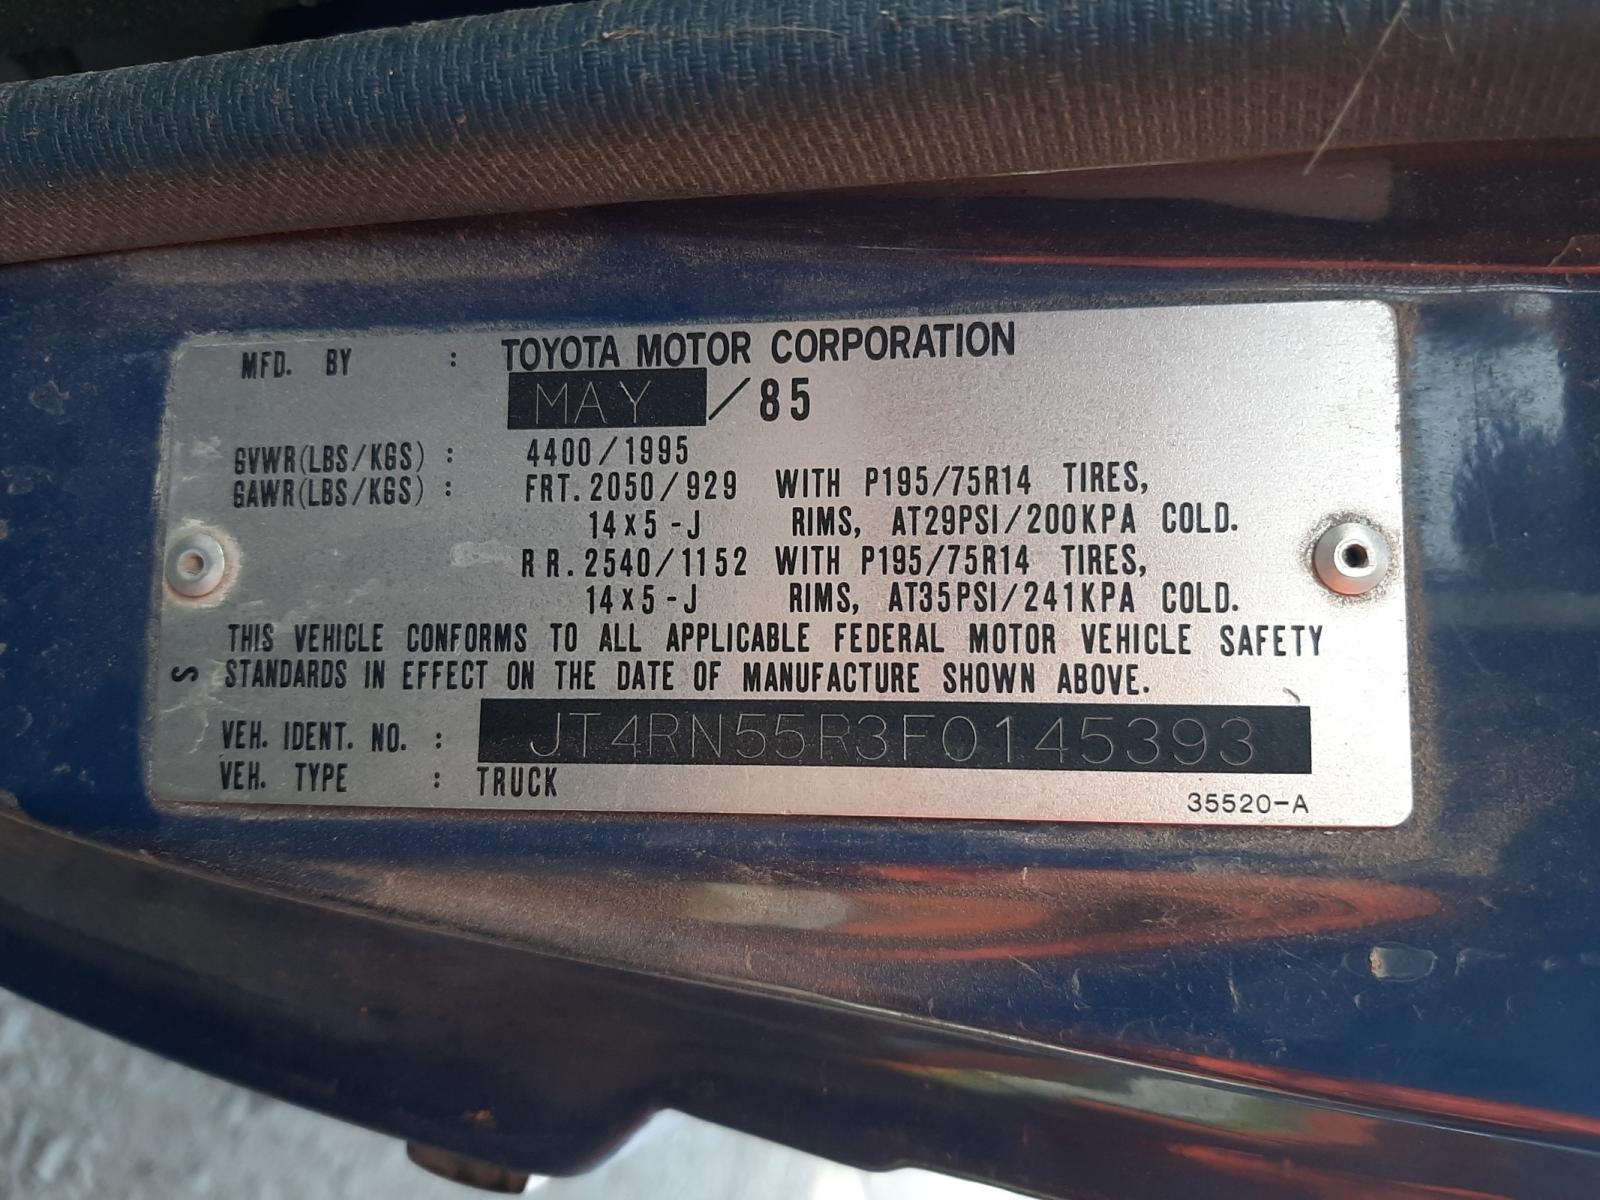 MFD. BY : TOYOTA MOTOR CORPORATION
MAY /85
GVWR(LBS/KGS) : 4400/1995
GAWR(LBS/KGS) : FRT. 2050/929 WITH P195/75R14 TIRES,
14x5-J RIMS, AT29PSI/200KPA COLD.
RR. 2540/1152 WITH P195/75R14 TIRES,
14x5-J RIMS, AT35PSI/241KPA COLD.
THIS VEHICLE CONFORMS TO ALL APPLICABLE FEDERAL MOTOR VEHICLE SAFETY
S STANDARDS IN EFFECT ON THE DATE OF MANUFACTURE SHOWN ABOVE.
VEH. IDENT. NO. : JT4RN55R3F0145393
VEH. TYPE : TRUCK
35520-A